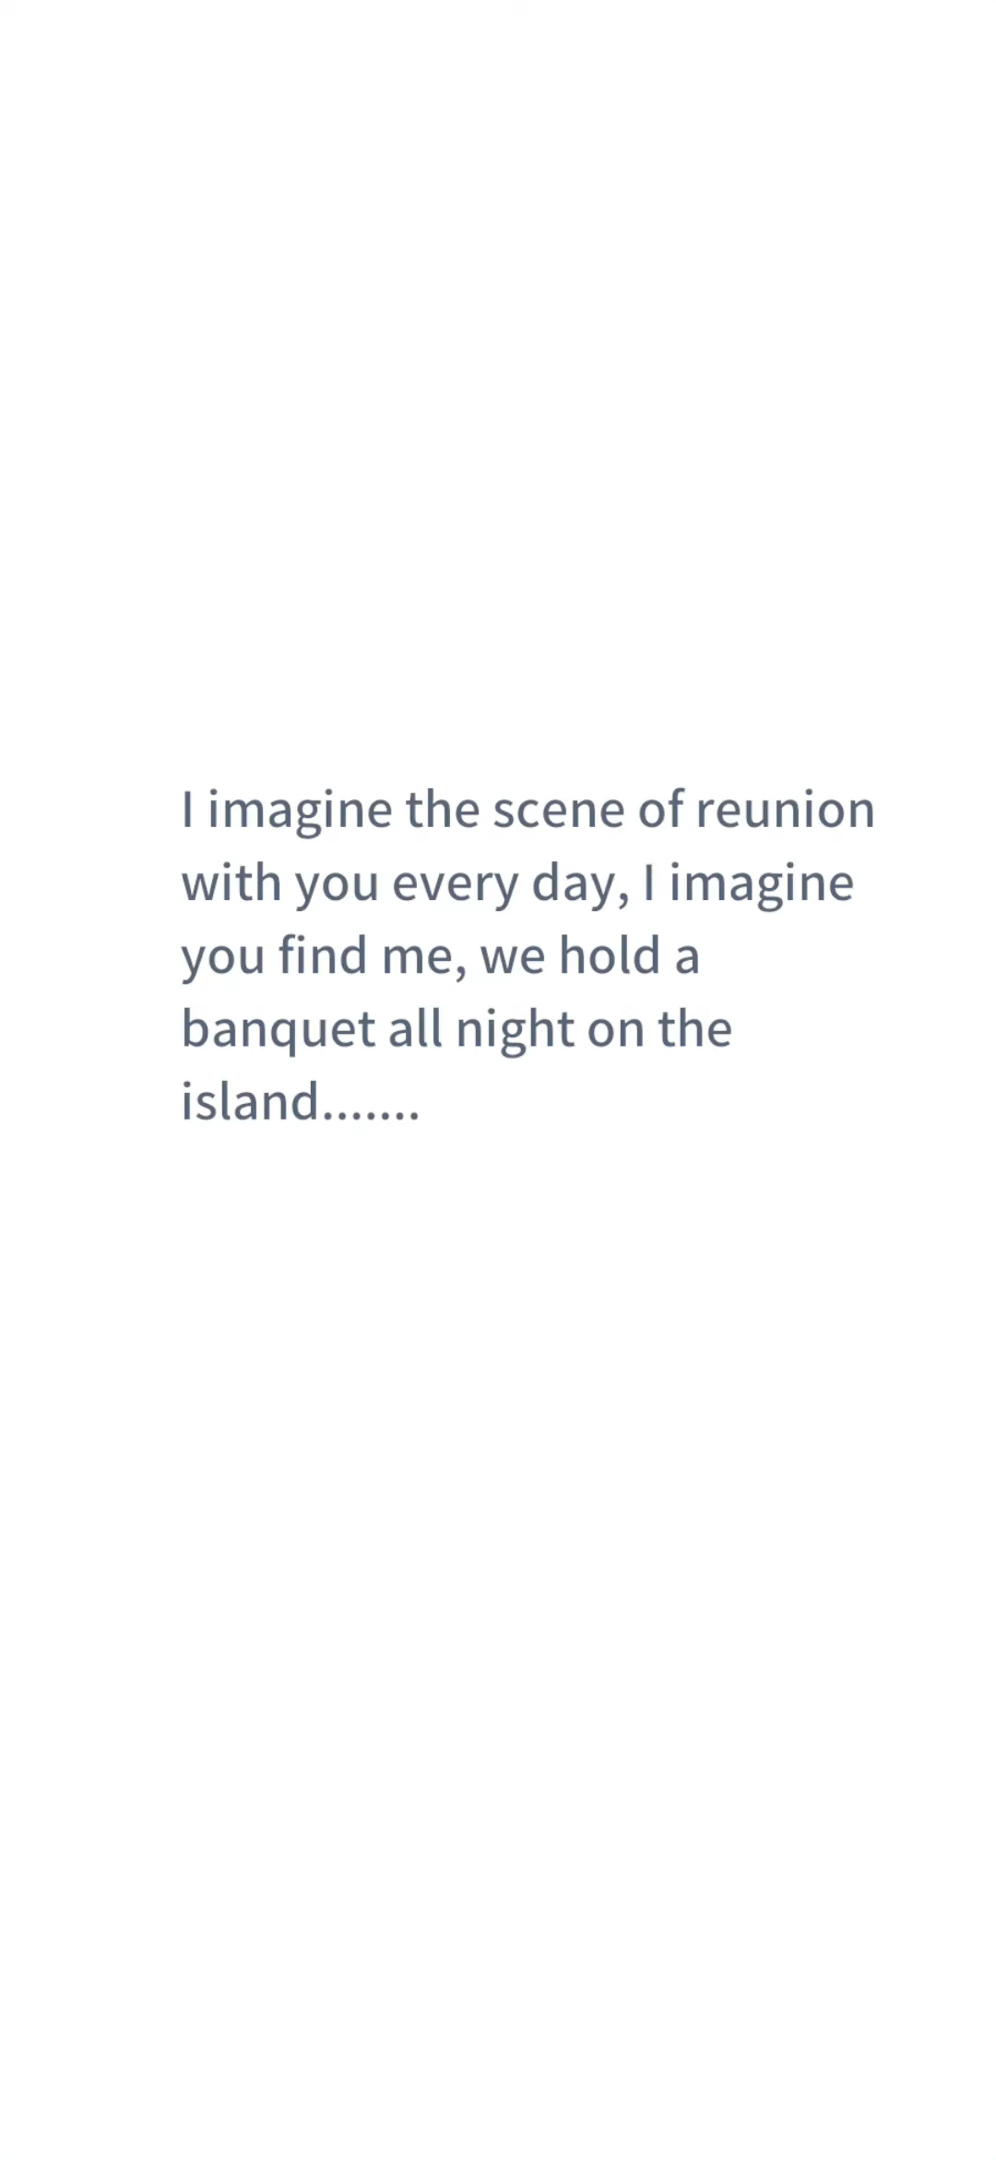 I imagine the scene of reunion
with you every day, I imagine
you find me, we hold a
banquet all night on the
island.......